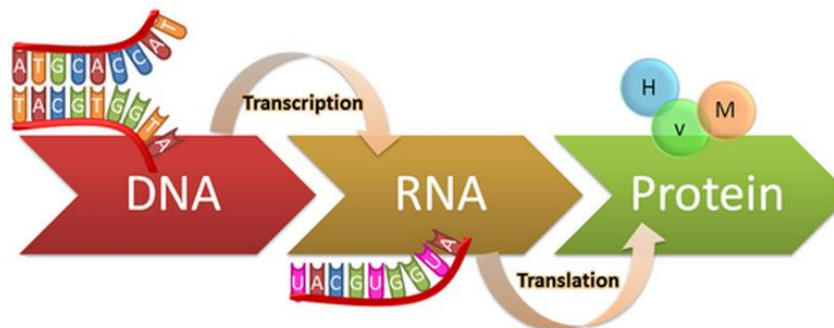 ATGCACCAT
TACGTGGTA
Transcription
H
v
M
DNA
RNA
Protein
UACGUGGUA
Translation